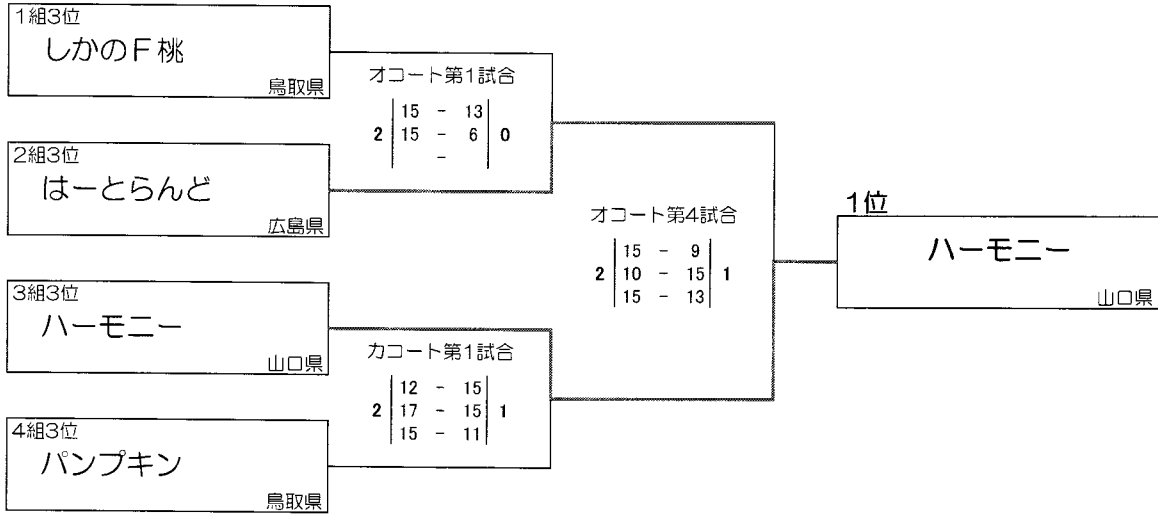 1組3位
しかのF桃
鳥取県
オコート第1試合
15 - 13
2 15 - 6 0
-
2組3位
はーとらんど
広島県
オコート第4試合
15 - 9
2 10 - 15 1
15 - 13
1位
ハーモニー
山口県
3組3位
ハーモニー
山口県
カコート第1試合
12 - 15
2 17 - 15 1
15 - 11
4組3位
パンプキン
鳥取県